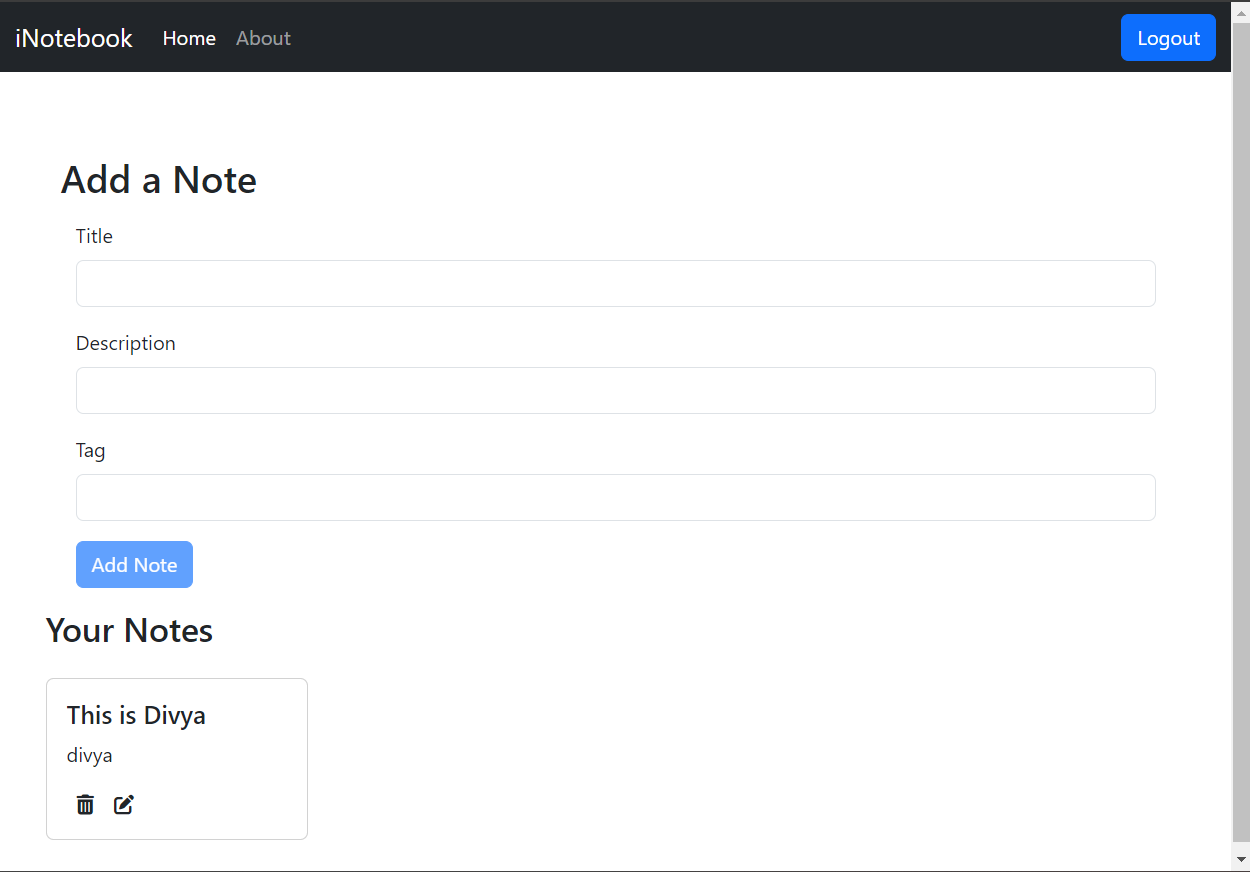 iNotebook Home About Logout
Add a Note
Title
Description
Tag
Add Note
Your Notes
This is Divya
divya